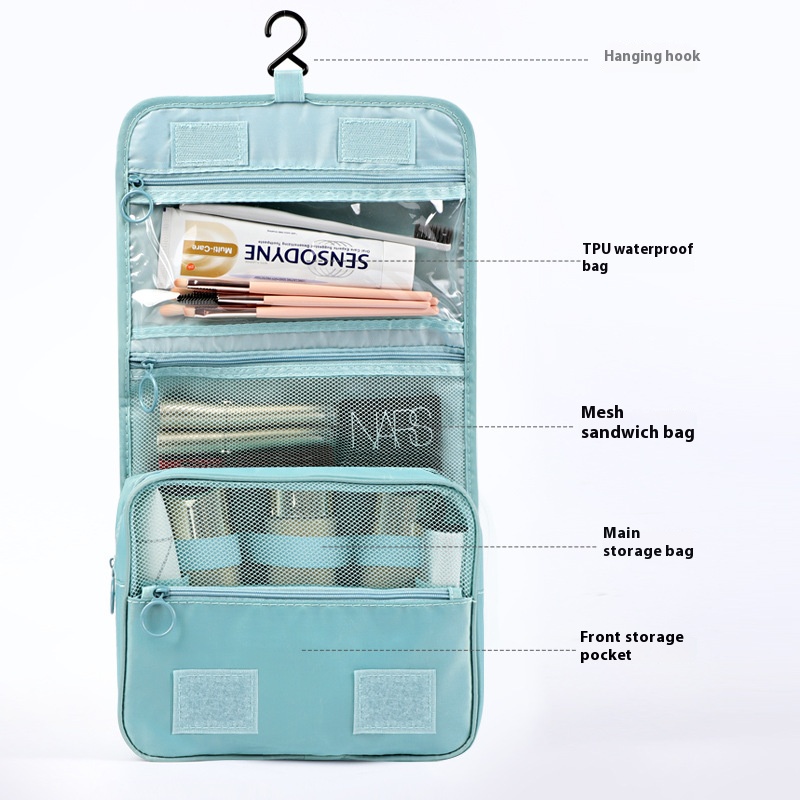 Hanging hook
TPU waterproof
bag
SENSODYNE
Multi-Care
Mesh
sandwich bag
NARS
Main
storage bag
Front storage
pocket